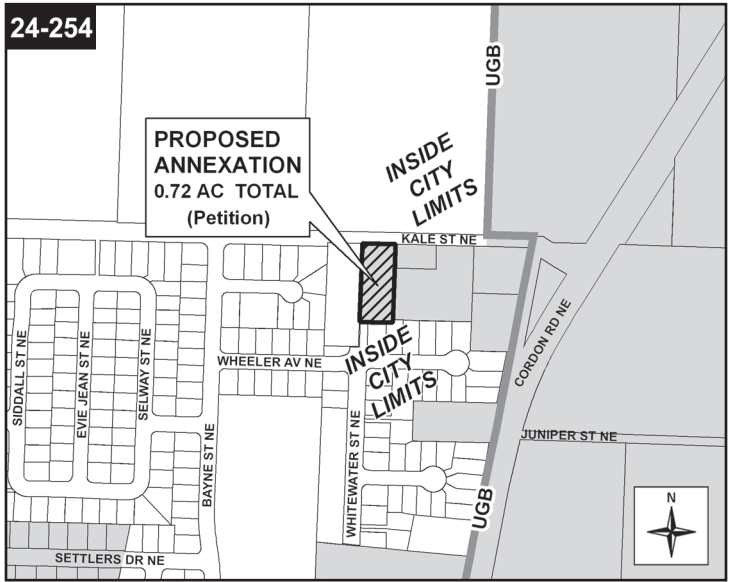 24-254
UGB
PROPOSED
ANNEXATION
0.72 AC TOTAL
(Petition)
INSIDE
CITY
LIMITS
KALE ST NE
SIDDALL ST NE
EVIE JEAN ST NE
SELWAY ST NE
WHEELER AV NE
INSIDE
CITY
LIMITS
CORDON RD NE
JUNIPER ST NE
BAYNE ST NE
WHITEWATER ST NE
UGB
N
SETTLERS DR NE